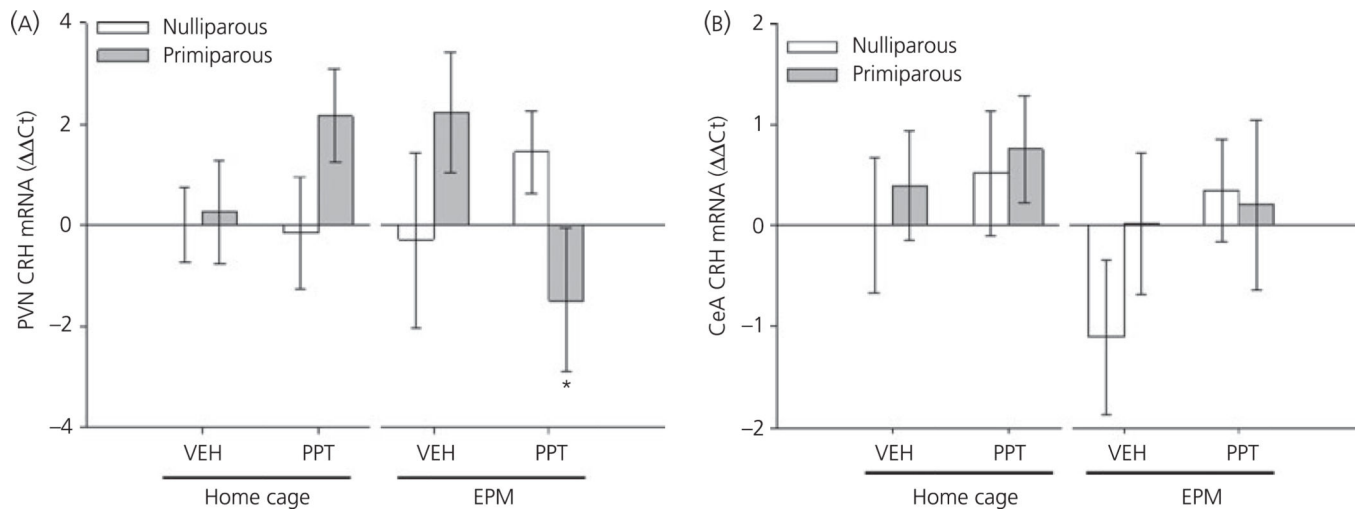 (A)
PVN CRH mRNA (ΔΔCt)
4
2
0
–2
–4
Nulliparous
Primiparous
*
VEH PPT VEH PPT
Home cage EPM
(B)
CeA CRH mRNA (ΔΔCt)
2
1
0
–1
–2
Nulliparous
Primiparous
VEH PPT VEH PPT
Home cage EPM